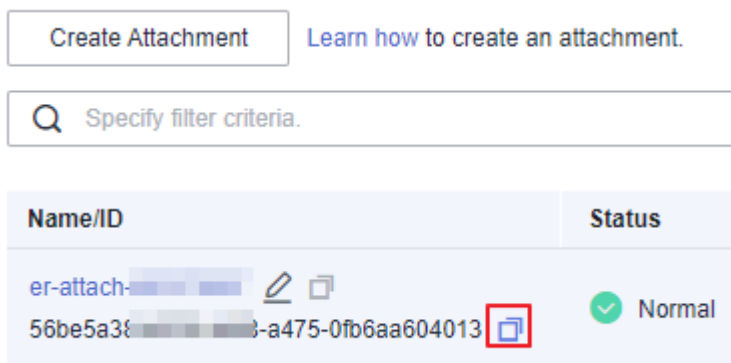 Create Attachment Learn how to create an attachment.
Specify filter criteria.
Name/ID Status
er-attach-
56be5a38 -a475-0fb6aa604013
Normal